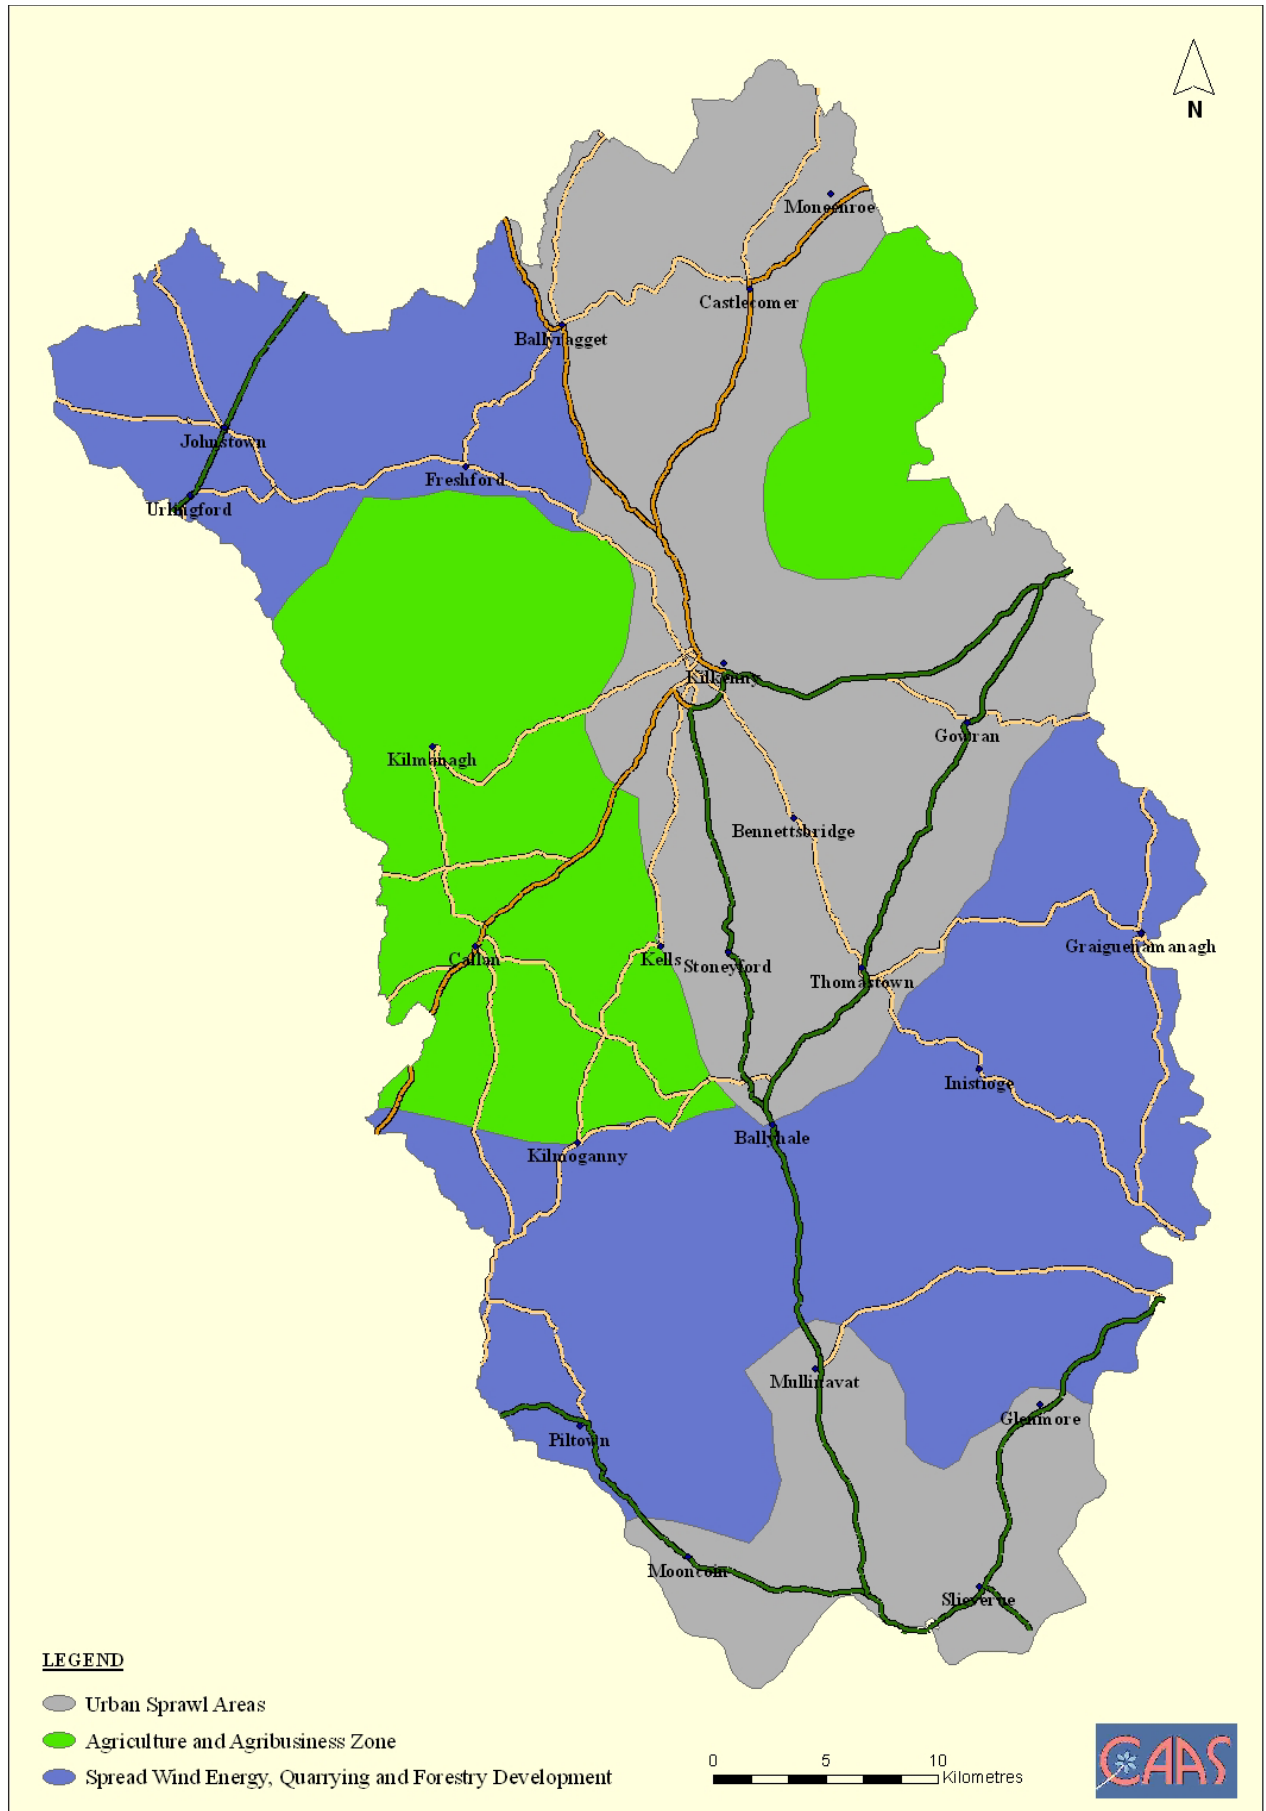 N
Moneenroe
Castlecomer
Ballyragget
Johnstown
Freshford
Urlingford
Kilkenny
Gowran
Kilmanagh
Bennettsbridge
Graiguenamanagh
Callan
Kells
Stoneyford
Thomastown
Inistioge
Ballyhale
Kilmoganny
Mullinavat
Glenmore
Piltown
Mooncoin
Slieverue
LEGEND
Urban Sprawl Areas
Agriculture and Agribusiness Zone
Spread Wind Energy, Quarrying and Forestry Development
0 5 10
Kilometres
CAAS